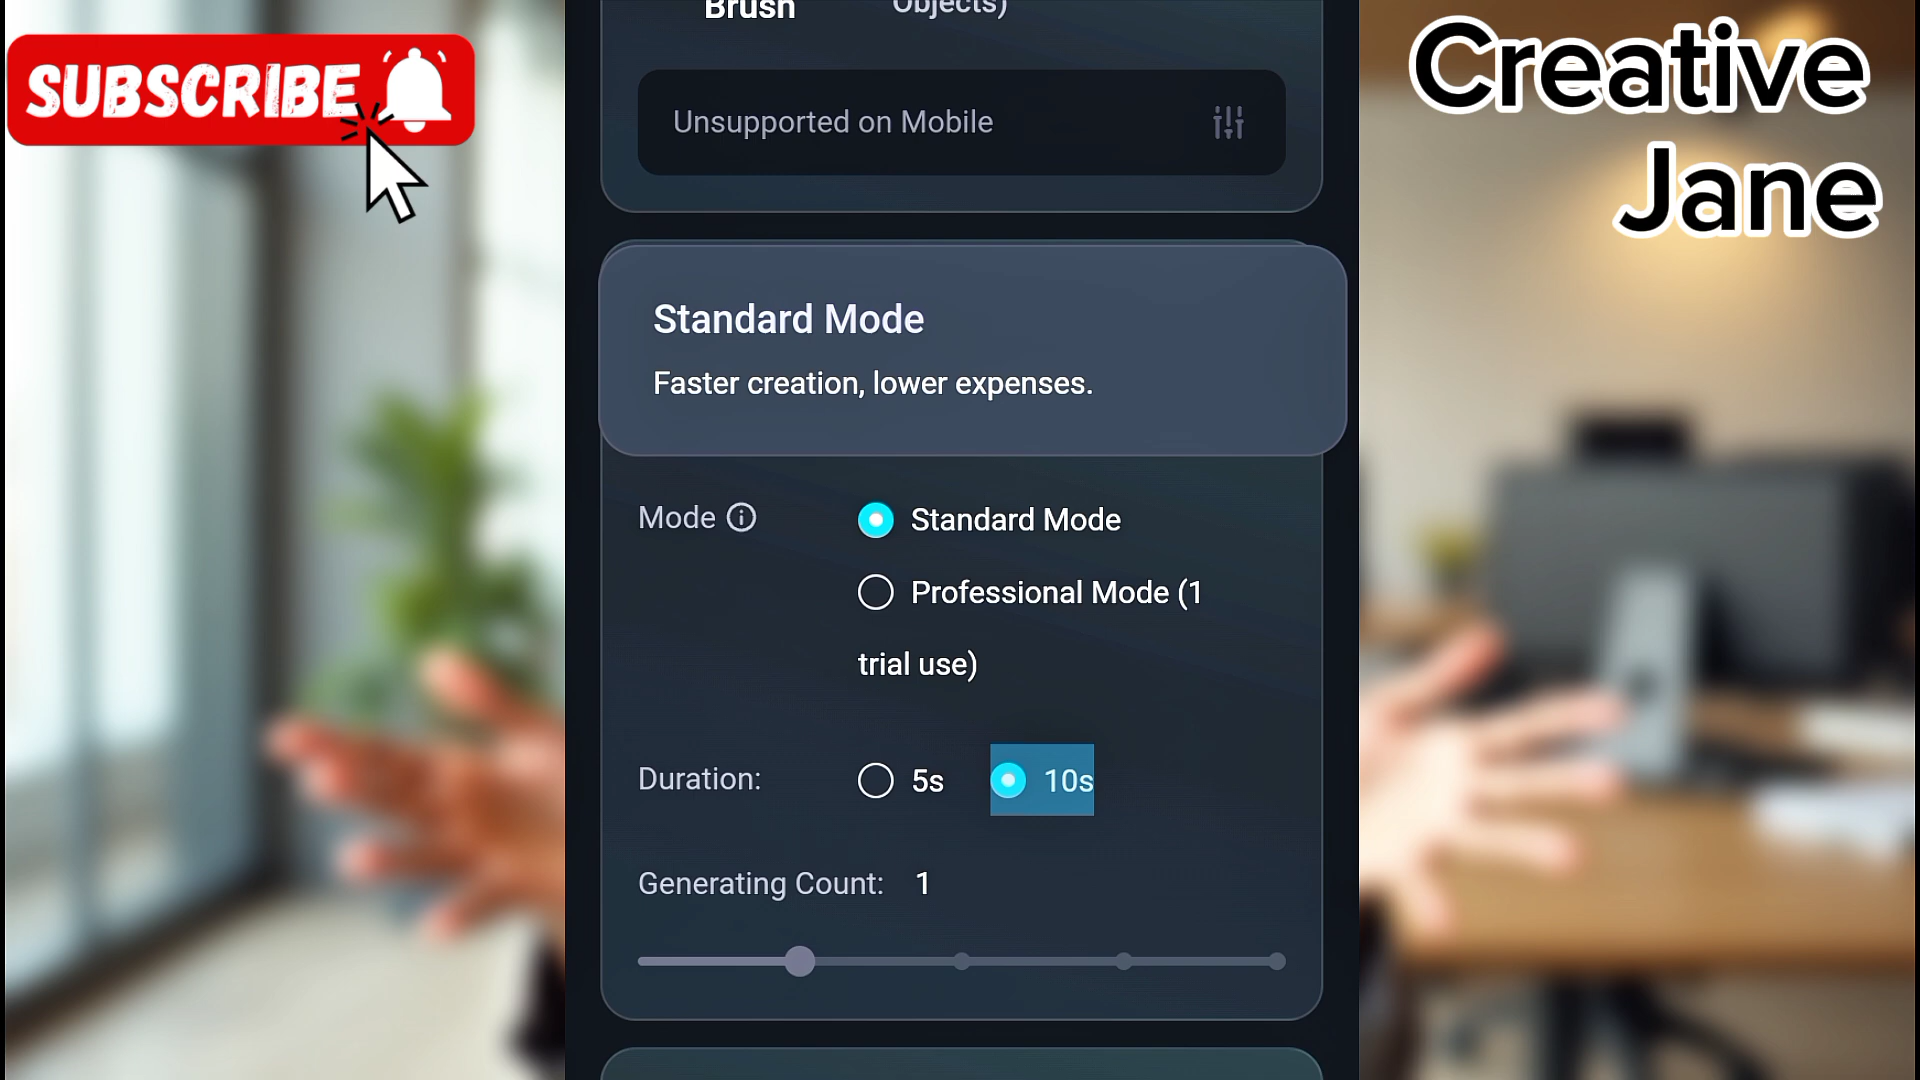 SUBSCRIBE
Creative
Jane
Brush
Objects)
Unsupported on Mobile
Standard Mode
Faster creation, lower expenses.
Mode
Standard Mode
Professional Mode (1
trial use)
Duration:
5s
10s
Generating Count: 1